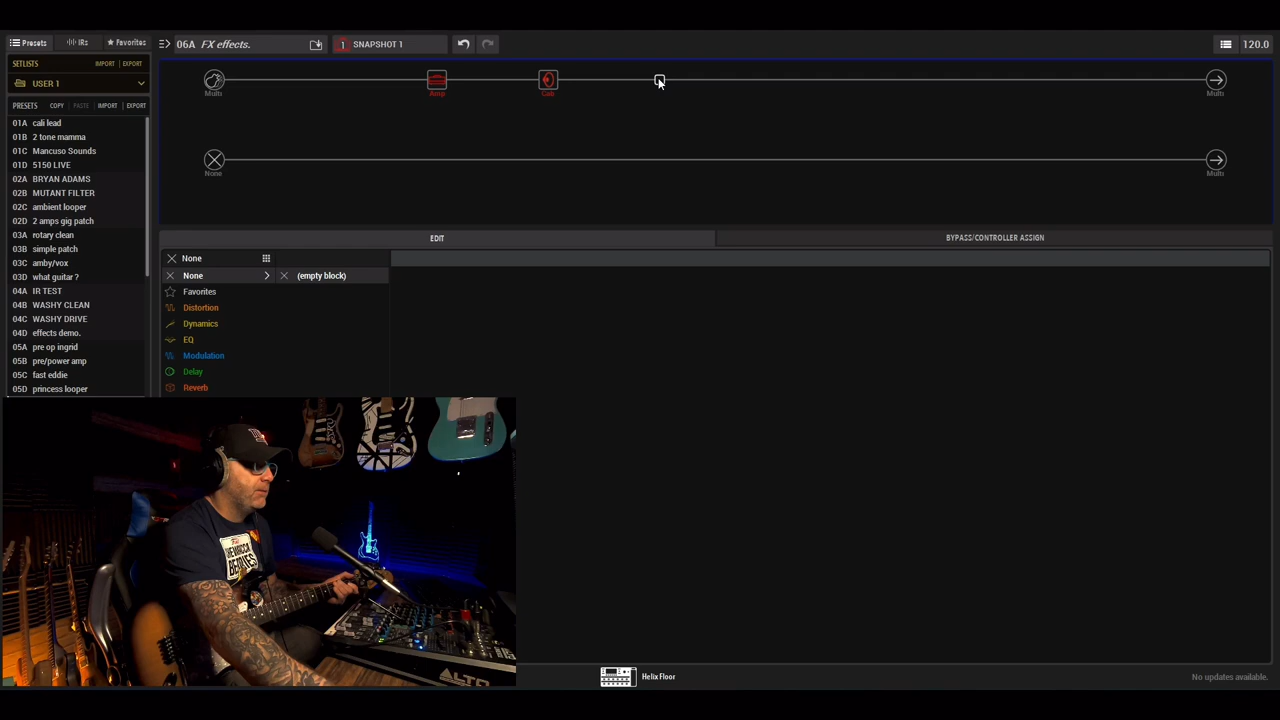 Presets
IRs
Favorites
06A FX effects.
1 SNAPSHOT 1
120.0
SETLISTS
IMPORT
EXPORT
USER 1
PRESETS
COPY
PASTE
IMPORT
EXPORT
01A cali lead
01B 2 tone mamma
01C Mancuso Sounds
01D 5150 LIVE
02A BRYAN ADAMS
02B MUTANT FILTER
02C ambient looper
02D 2 amps gig patch
03A rotary clean
03B simple patch
03C amby/vox
03D what guitar ?
04A IR TEST
04B WASHY CLEAN
04C WASHY DRIVE
04D effects demo.
05A pre op ingrid
05B pre/power amp
05C fast eddie
05D princess looper
Multi
Amp
Cab
Multi
None
Multi
EDIT
BYPASS/CONTROLLER ASSIGN
None
None
(empty block)
Favorites
Distortion
Dynamics
EQ
Modulation
Delay
Reverb
ALTO
Helix Floor
No updates available.